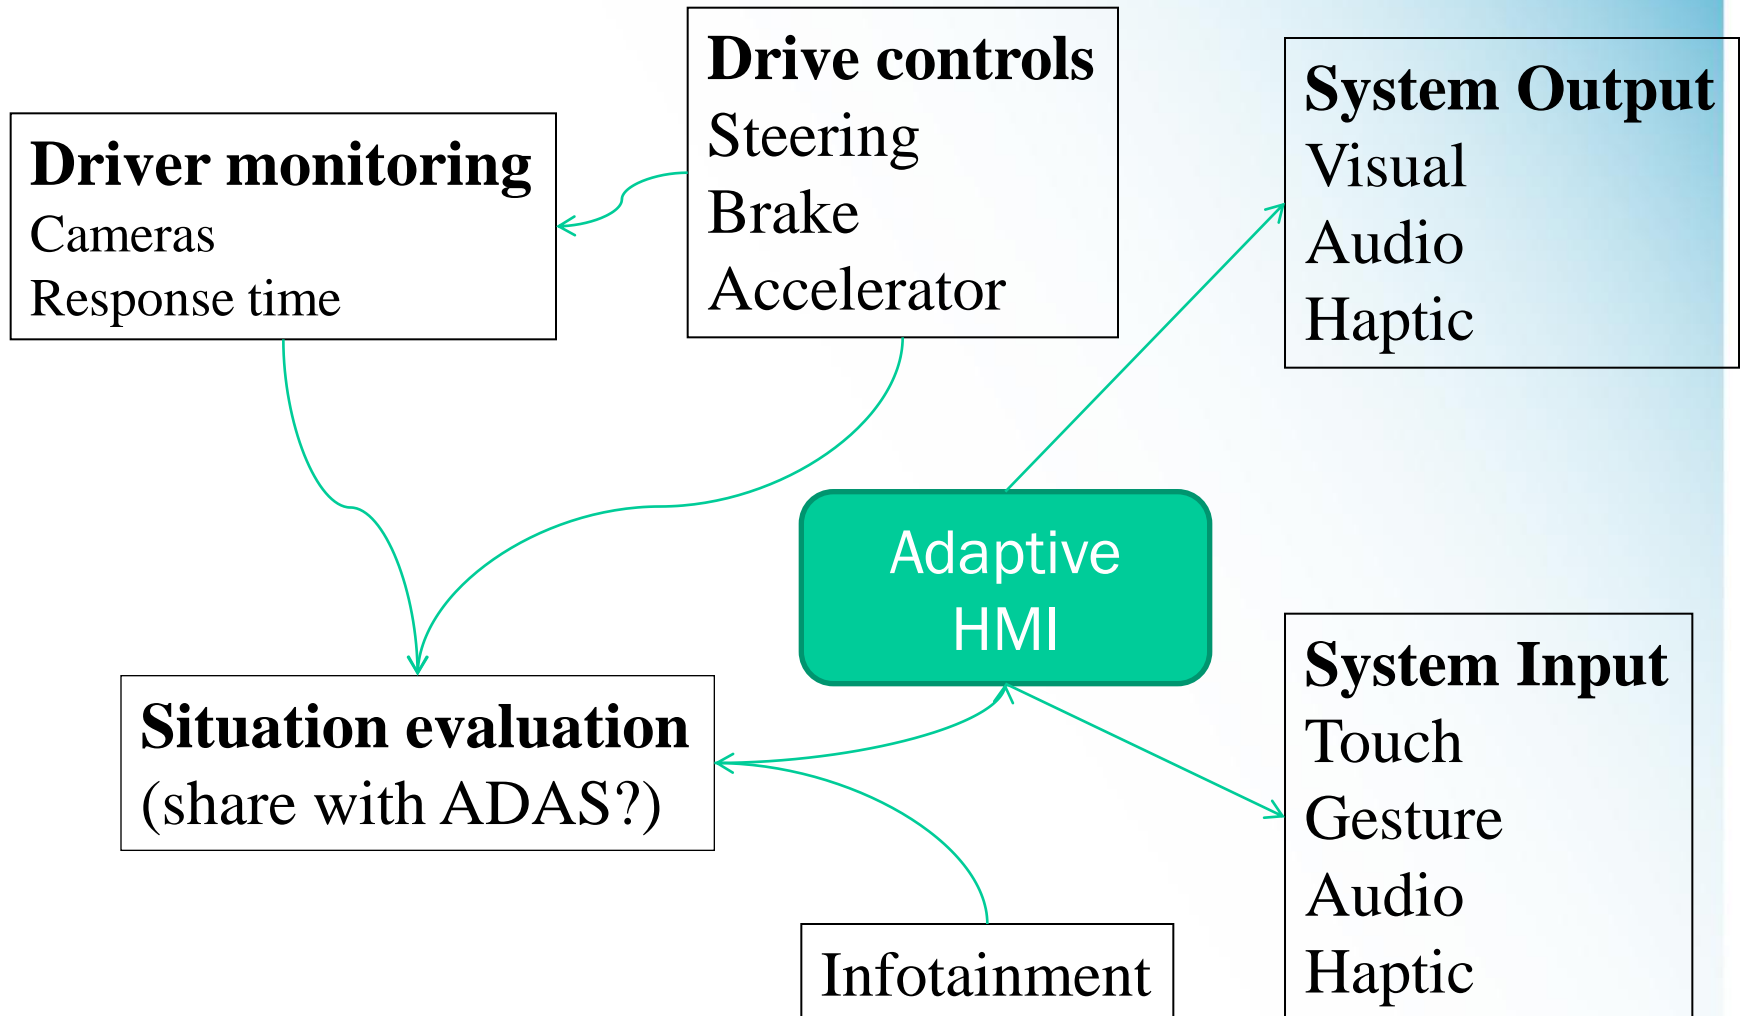 Driver monitoring
Cameras
Response time
Drive controls
Steering
Brake
Accelerator
System Output
Visual
Audio
Haptic
Adaptive
HMI
Situation evaluation
(share with ADAS?)
System Input
Touch
Gesture
Audio
Haptic
Infotainment